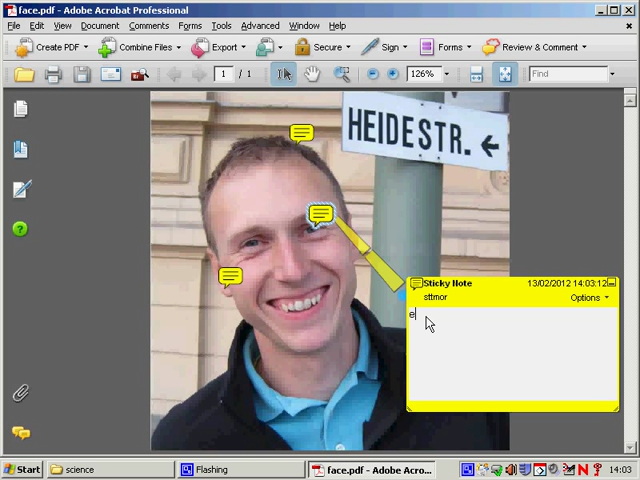 face.pdf - Adobe Acrobat Professional
File Edit View Document Comments Forms Tools Advanced Window Help
Create PDF Combine Files Export Secure Sign Forms Review & Comment
1 / 1 126% Find
HEIDESTR.
Sticky Note 13/02/2012 14:03:12
sttmor Options
e
Start science Flashing face.pdf - Adobe Acro... 14:03